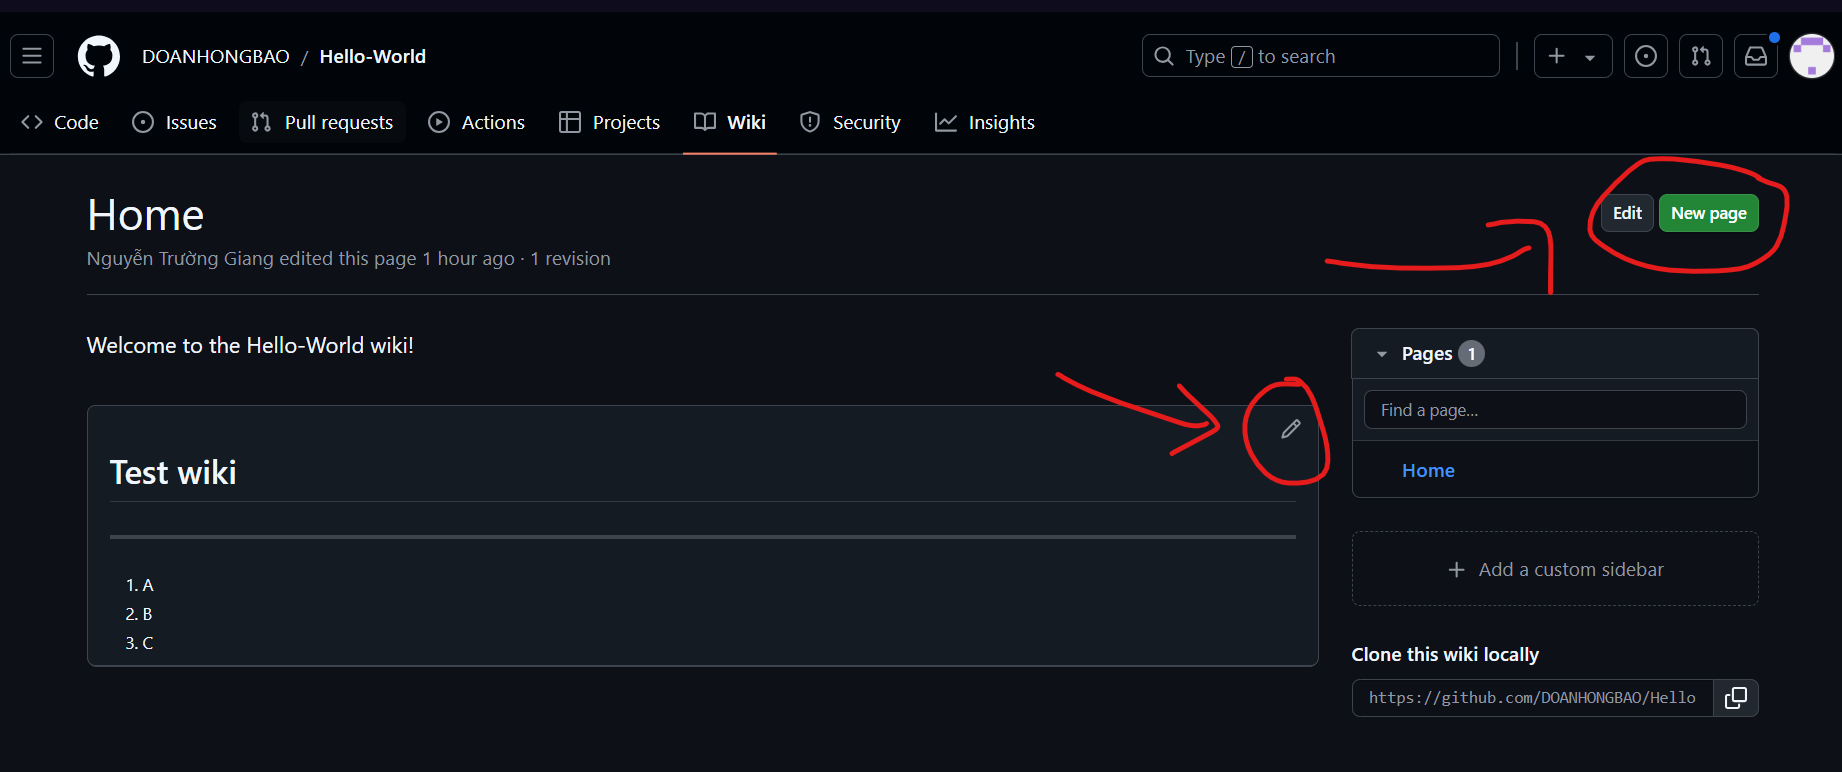 DOANHONGBAO / Hello-World
Type / to search
Code Issues Pull requests Actions Projects Wiki Security Insights
Home
Edit New page
Nguyễn Trường Giang edited this page 1 hour ago · 1 revision
Welcome to the Hello-World wiki!
Test wiki
1. A
2. B
3. C
Pages 1
Find a page...
Home
Add a custom sidebar
Clone this wiki locally
https://github.com/DOANHONGBAO/Hello